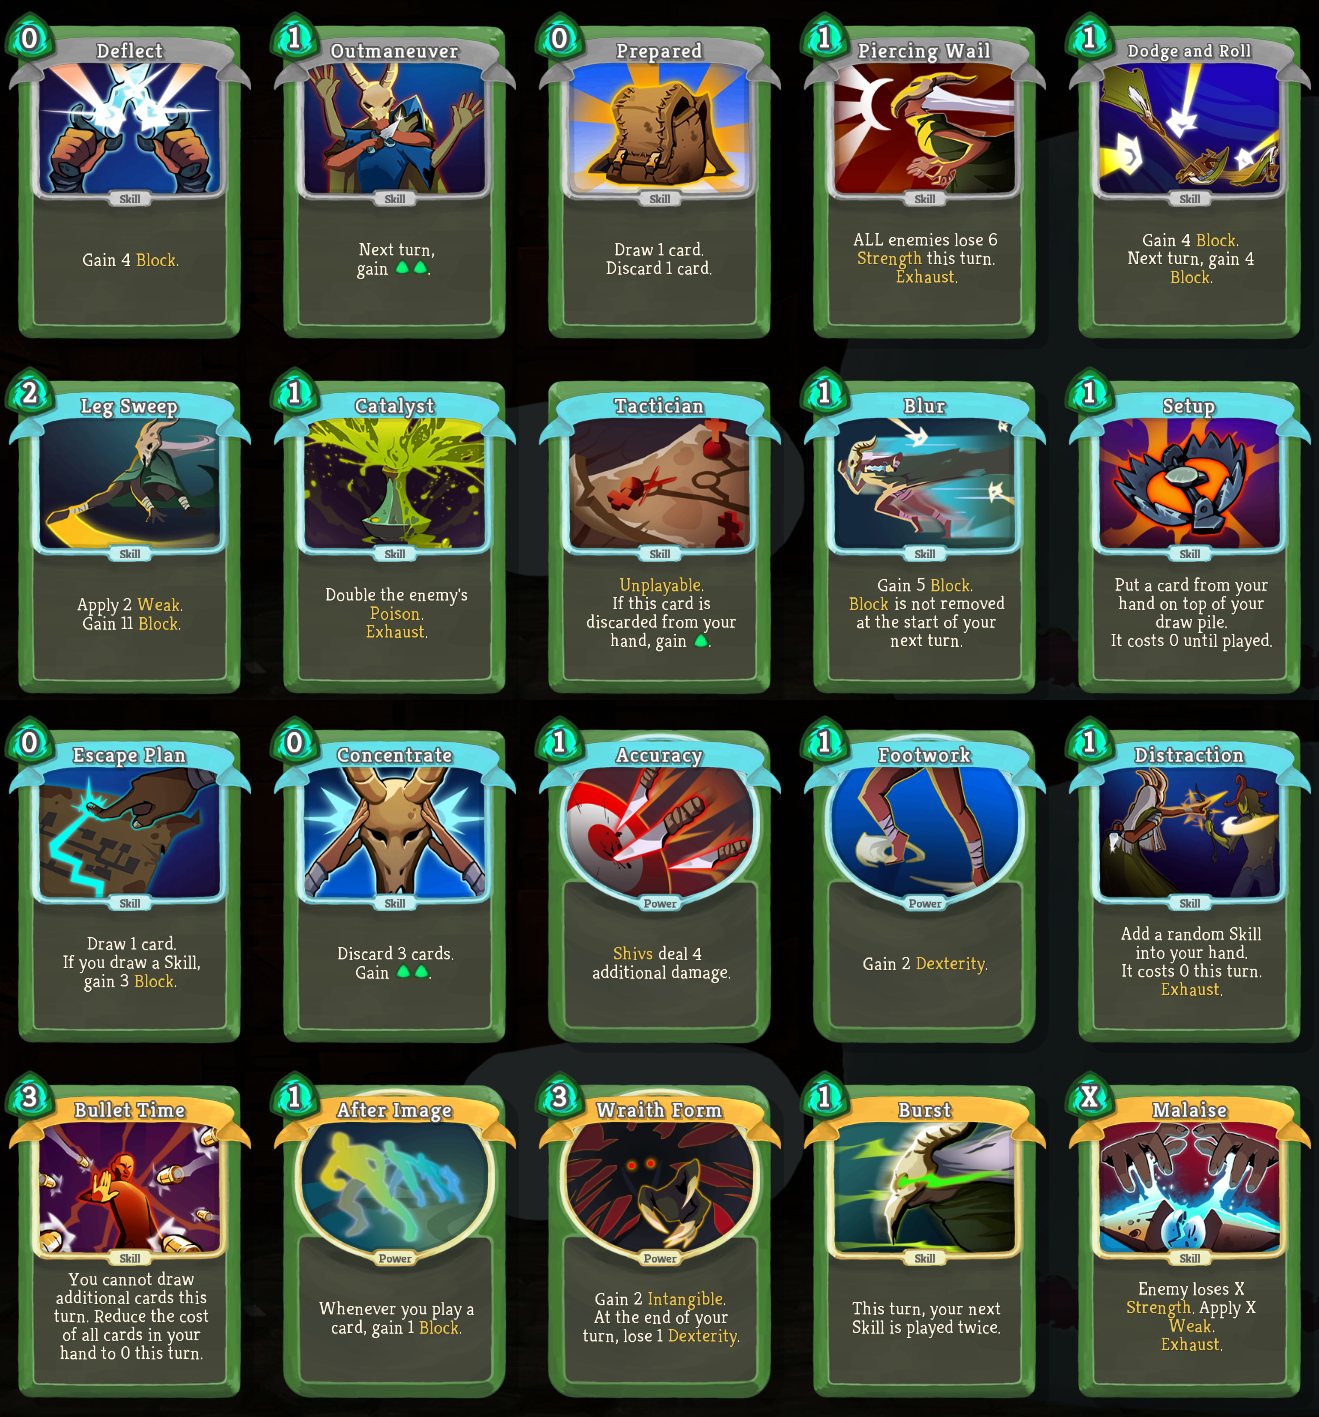 0
Deflect
Skill
Gain 4 Block.
1
Outmaneuver
Skill
Next turn,
gain .
0
Prepared
Skill
Draw 1 card.
Discard 1 card.
1
Piercing Wail
Skill
ALL enemies lose 6
Strength this turn.
Exhaust.
1
Dodge and Roll
Skill
Gain 4 Block.
Next turn, gain 4
Block.
2
Leg Sweep
Skill
Apply 2 Weak.
Gain 11 Block.
1
Catalyst
Skill
Double the enemy's
Poison.
Exhaust.
Tactician
Skill
Unplayable.
If this card is
discarded from your
hand, gain .
1
Blur
Skill
Gain 5 Block.
Block is not removed
at the start of your
next turn.
1
Setup
Skill
Put a card from your
hand on top of your
draw pile.
It costs 0 until played.
0
Escape Plan
Skill
Draw 1 card.
If you draw a Skill,
gain 3 Block.
0
Concentrate
Skill
Discard 3 cards.
Gain .
1
Accuracy
Power
Shivs deal 4
additional damage.
1
Footwork
Power
Gain 2 Dexterity.
1
Distraction
Skill
Add a random Skill
into your hand.
It costs 0 this turn.
Exhaust.
3
Bullet Time
Skill
You cannot draw
additional cards this
turn. Reduce the cost
of all cards in your
hand to 0 this turn.
1
After Image
Power
Whenever you play a
card, gain 1 Block.
3
Wraith Form
Power
Gain 2 Intangible.
At the end of your
turn, lose 1 Dexterity.
1
Burst
Skill
This turn, your next
Skill is played twice.
X
Malaise
Skill
Enemy loses X
Strength. Apply X
Weak.
Exhaust.